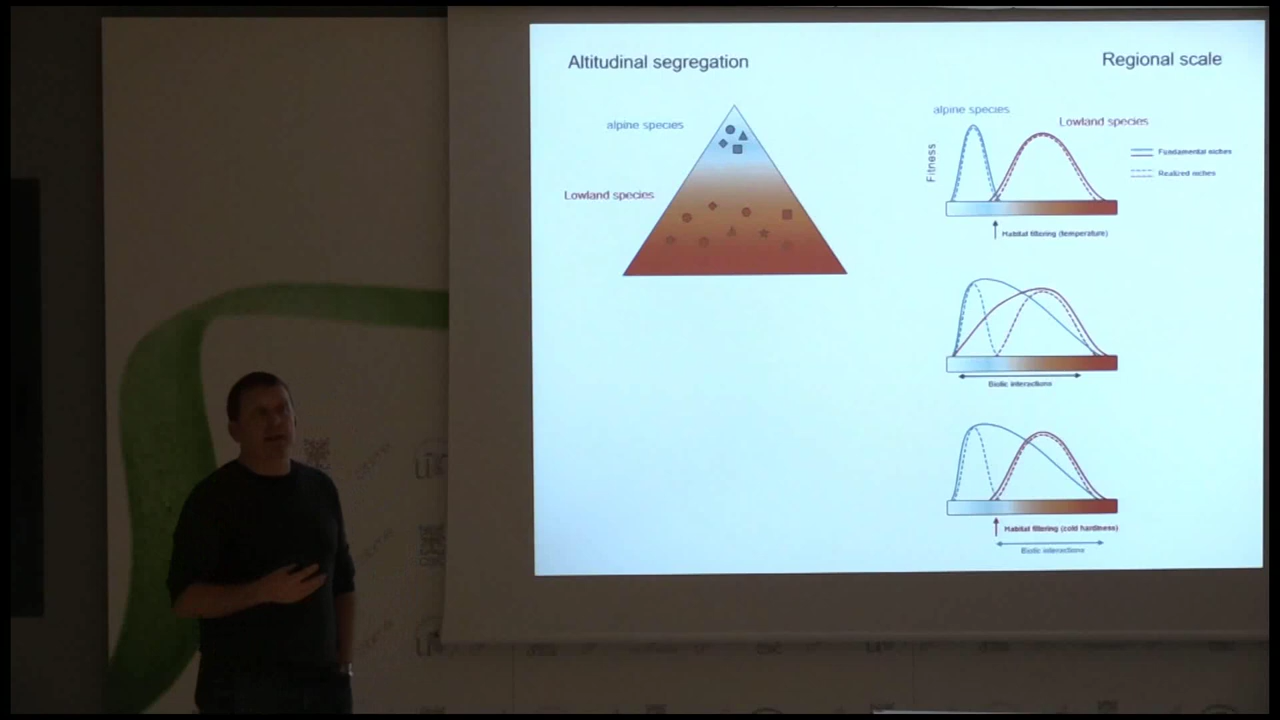 Altitudinal segregation
Regional scale
alpine species
Lowland species
alpine species
Lowland species
Fitness
Fundamental niches
Realized niches
Habitat filtering (temperature)
Biotic interactions
Habitat filtering (cold hardiness)
Biotic interactions